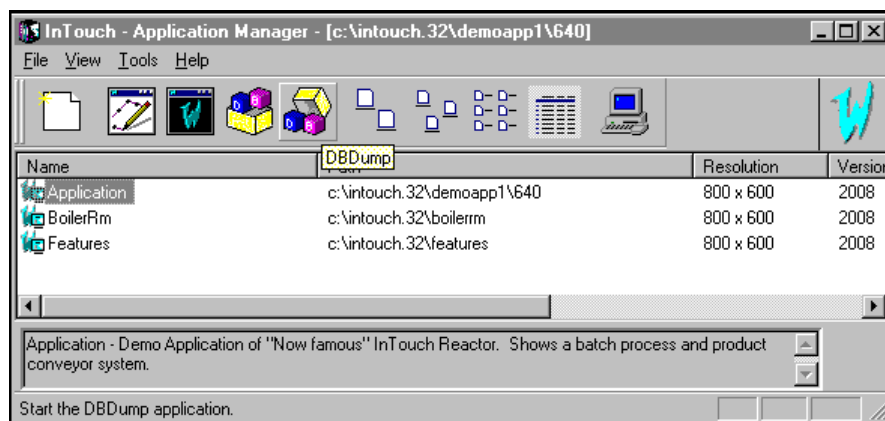 InTouch - Application Manager - [c:\intouch.32\demoapp1\640]
File View Tools Help
DBDump
Name Resolution Version
Application c:\intouch.32\demoapp1\640 800 x 600 2008
BoilerRm c:\intouch.32\boilerrm 800 x 600 2008
Features c:\intouch.32\features 800 x 600 2008
Application - Demo Application of "Now famous" InTouch Reactor. Shows a batch process and product
conveyor system.
Start the DBDump application.